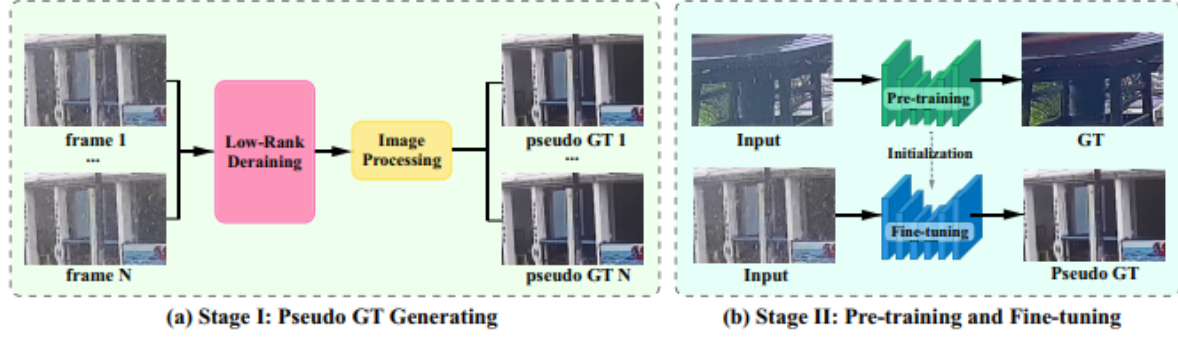 frame 1
...
frame N
Low-Rank
Deraining
Image
Processing
pseudo GT 1
...
pseudo GT N
(a) Stage I: Pseudo GT Generating
Input
Pre-training
GT
Initialization
Input
Fine-tuning
Pseudo GT
(b) Stage II: Pre-training and Fine-tuning